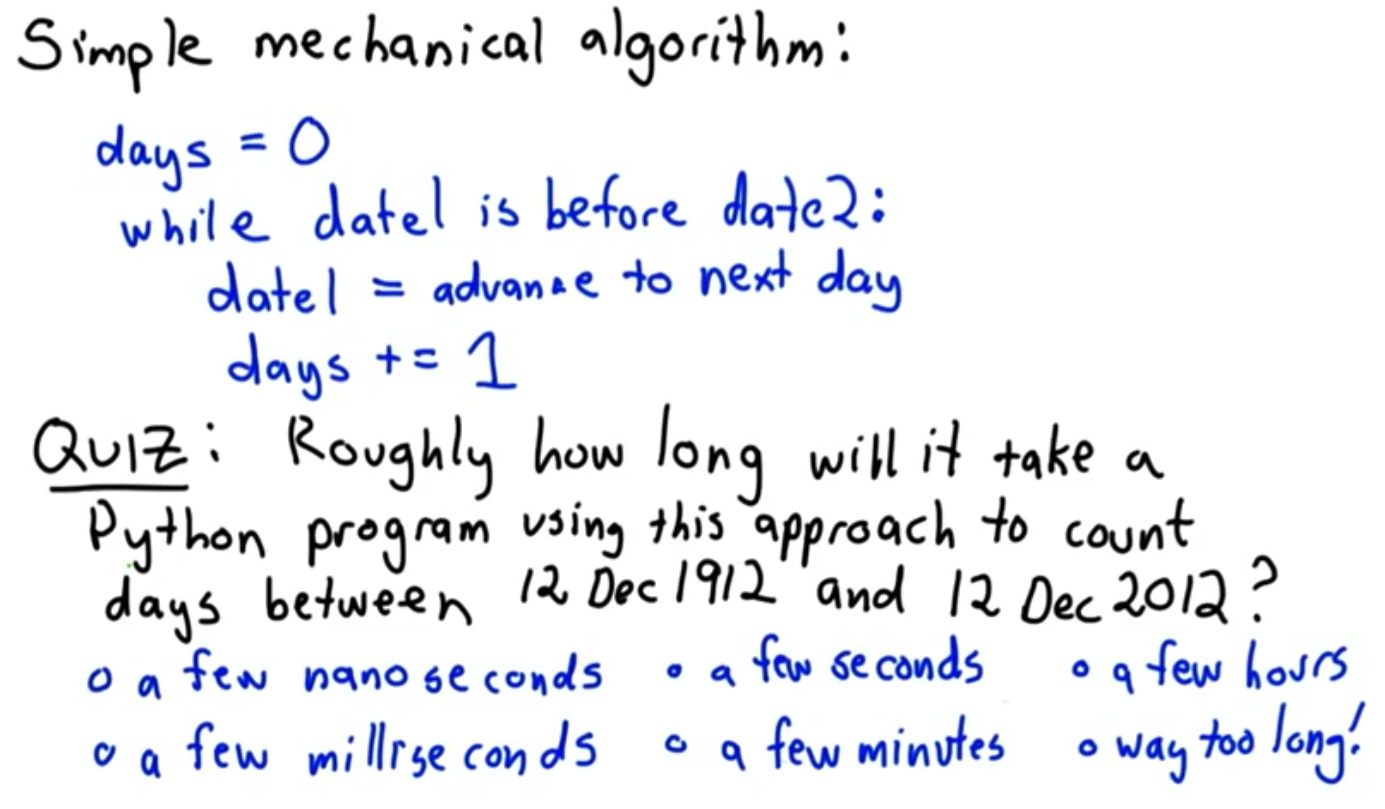 Simple mechanical algorithm:
days = 0
while date1 is before date2:
date1 = advance to next day
days += 1
QUIZ: Roughly how long will it take a
Python program using this approach to count
days between 12 Dec 1912 and 12 Dec 2012?
o a few nanoseconds o a few seconds o a few hours
o a few milliseconds o a few minutes o way too long!